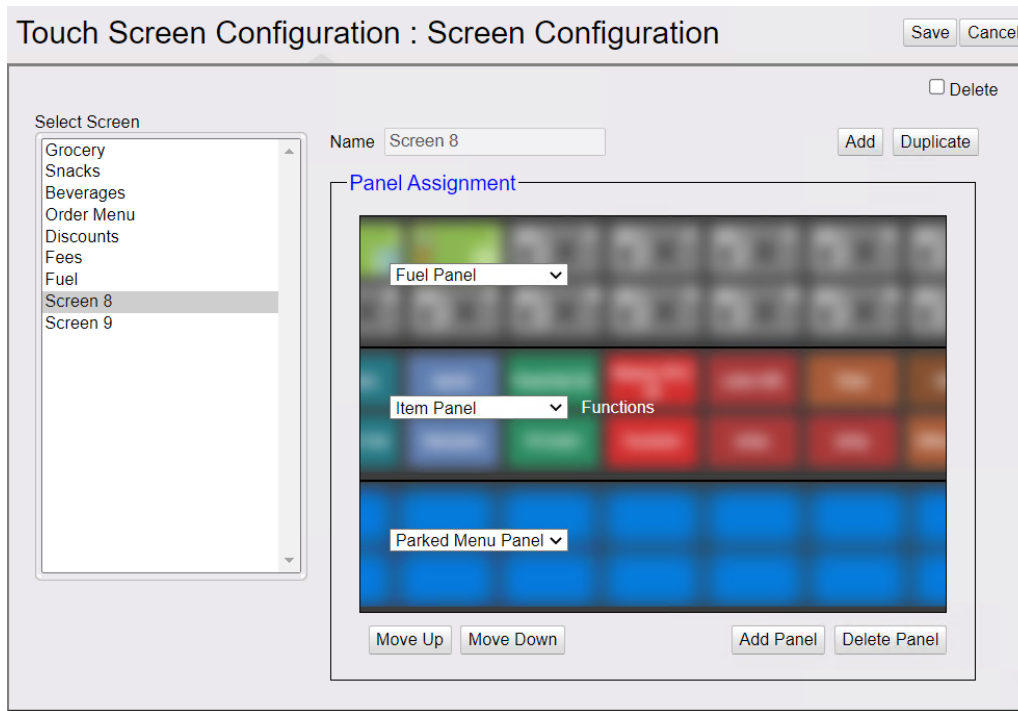 Touch Screen Configuration : Screen Configuration
Save Cancel
Delete
Select Screen
Grocery
Snacks
Beverages
Order Menu
Discounts
Fees
Fuel
Screen 8
Screen 9
Name Screen 8
Add Duplicate
Panel Assignment
Fuel Panel
Item Panel Functions
Parked Menu Panel
Move Up Move Down Add Panel Delete Panel